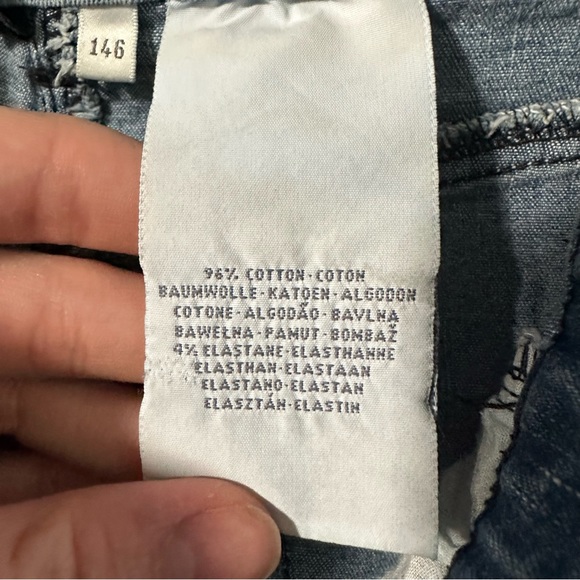 146
96% COTTON·COTON
BAUMWOLLE·KATOEN·ALGODON
COTONE·ALGODÃO·BAVLNA
BAWEŁNA·PAMUT·BOMBAŽ
4% ELASTANE·ELASTHANNE
ELASTHAN·ELASTAAN
ELASTANO·ELASTAN
ELASZTÁN·ELASTIN